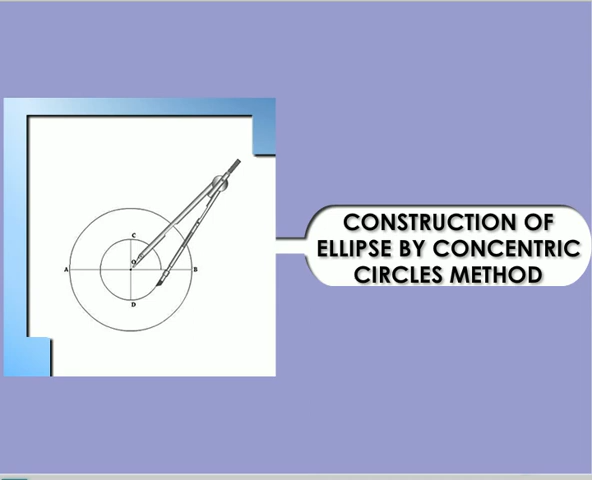 C
O
A
B
D
CONSTRUCTION OF
ELLIPSE BY CONCENTRIC
CIRCLES METHOD